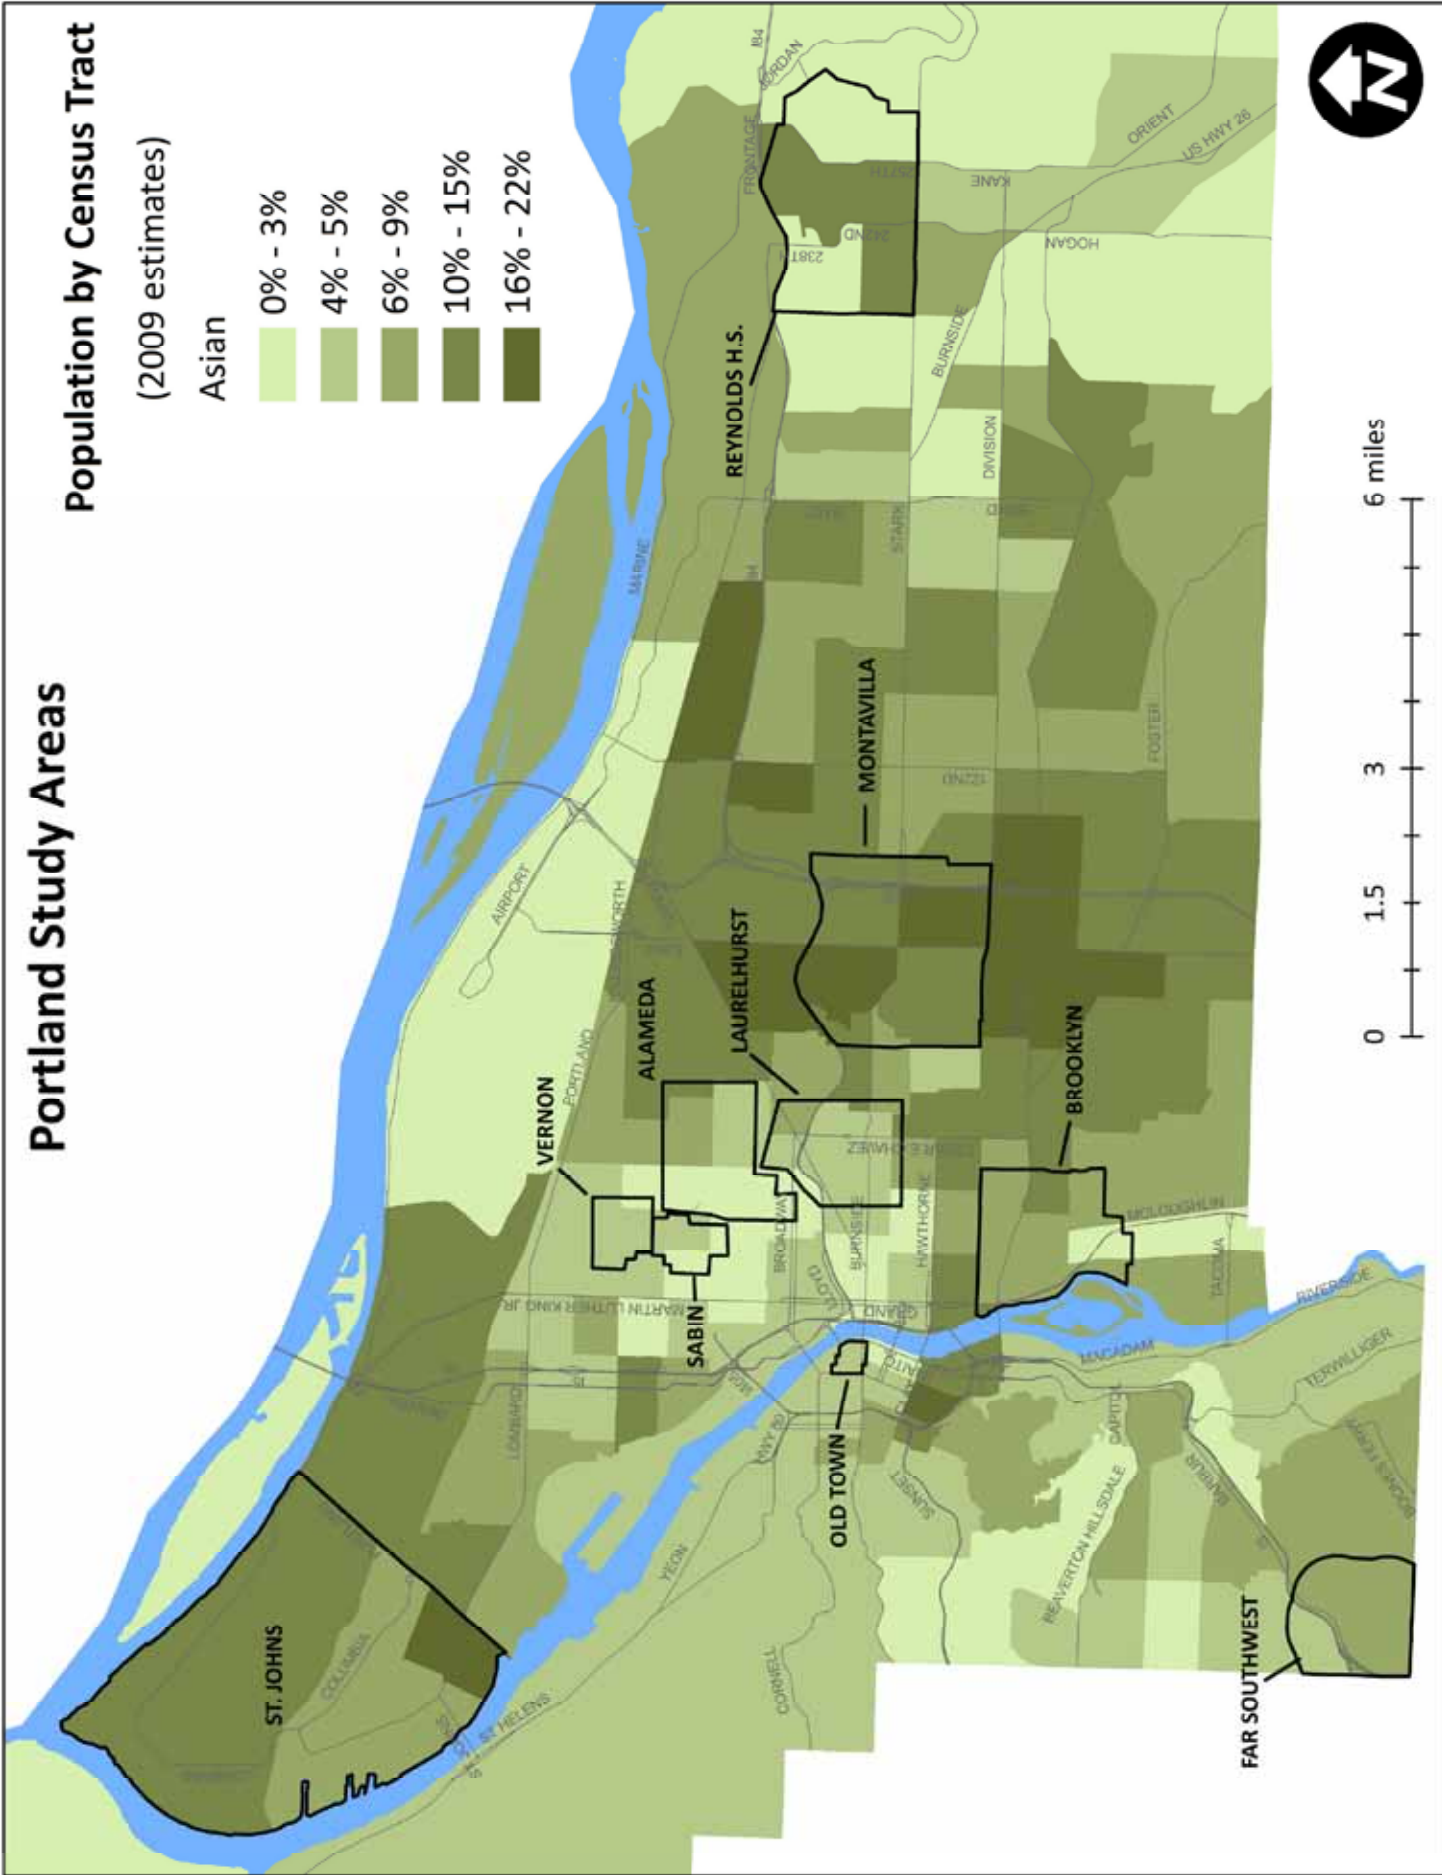 Portland Study Areas
Population by Census Tract
(2009 estimates)
Asian
0% - 3%
4% - 5%
6% - 9%
10% - 15%
16% - 22%
ST. JOHNS
VERNON
ALAMEDA
SABIN
LAURELHURST
MONTAVILLA
REYNOLDS H.S.
OLD TOWN
BROOKLYN
FAR SOUTHWEST
COLUMBIA
LOMBARD
MARTIN LUTHER KING JR
PORTLAND
AIRPORT
MARINE
FRONTAGE
I84
JORDAN
257TH
242ND
238TH
KANE
HOGAN
ORIENT
US HWY 26
BURNSIDE
DIVISION
STARK
84
122ND
FOSTER
BROADWA
LLOYD
BURNSIDE
GRAND
HAWTHORNE
MCLOUGHLIN
TACOMA
RIVERSIDE
MACADAM
TERWILLIGER
CAPITOL
BARBUR
BEAVERTON HILLSDALE
SUNSET
HWY 30
YEON
CORNELL
ST HELENS
0
1.5
3
6 miles
N